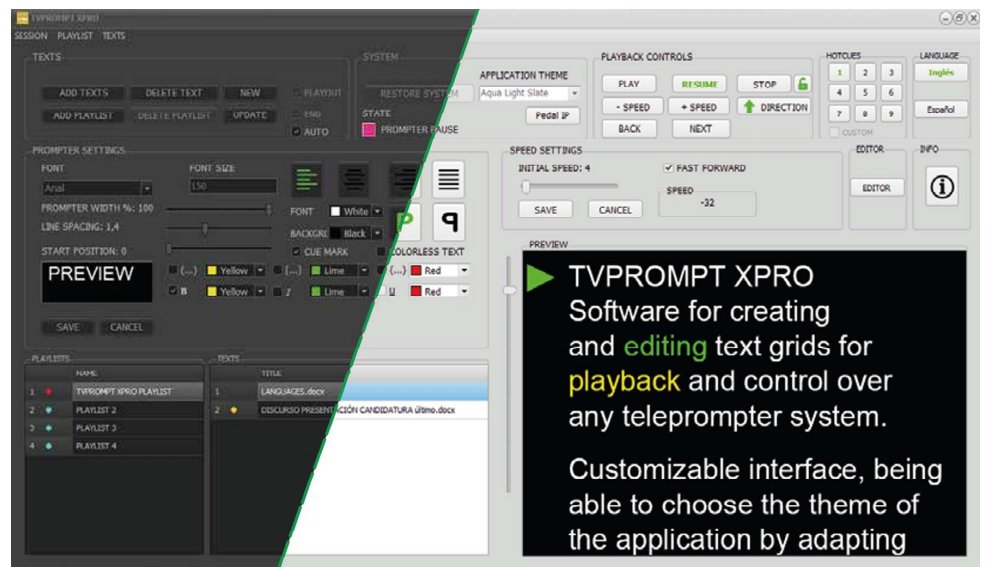 TVPROMPT XPRO
SESSION PLAYLIST TEXTS
TEXTS
ADD TEXTS DELETE TEXT NEW PLAYOUT
ADD PLAYLIST DELETE PLAYLIST UPDATE END
AUTO
SYSTEM
RESTORE SYSTEM
STATE
PROMPTER PAUSE
APPLICATION THEME
Aqua Light Slate
Pedal IP
PLAYBACK CONTROLS
PLAY RESUME STOP
- SPEED + SPEED DIRECTION
BACK NEXT
HOTCUES
1 2 3
4 5 6
7 8 9
CUSTOM
LANGUAGE
Inglés
Español
PROMPTER SETTINGS
FONT FONT SIZE
Arial 150
PROMPTER WIDTH %: 100
LINE SPACING: 1,4
START POSITION: 0
FONT White
BACKGR Black
CUE MARK COLORLESS TEXT
P P
PREVIEW
(...) Yellow (...) Lime (...) Red
B Yellow I Lime U Red
SAVE CANCEL
SPEED SETTINGS
INITIAL SPEED: 4 FAST FORWARD
SPEED
-32
SAVE CANCEL
EDITOR
EDITOR
INFO
PLAYLISTS
NAME
1 TVPROMPT XPRO PLAYLIST
2 PLAYLIST 2
3 PLAYLIST 3
4 PLAYLIST 4
TEXTS
TITLE
1 LANGUAGES.docx
2 DISCURSO PRESENTACIÓN CANDIDATURA últmo.docx
PREVIEW
TVPROMPT XPRO
Software for creating
and editing text grids for
playback and control over
any teleprompter system.
Customizable interface, being
able to choose the theme of
the application by adapting